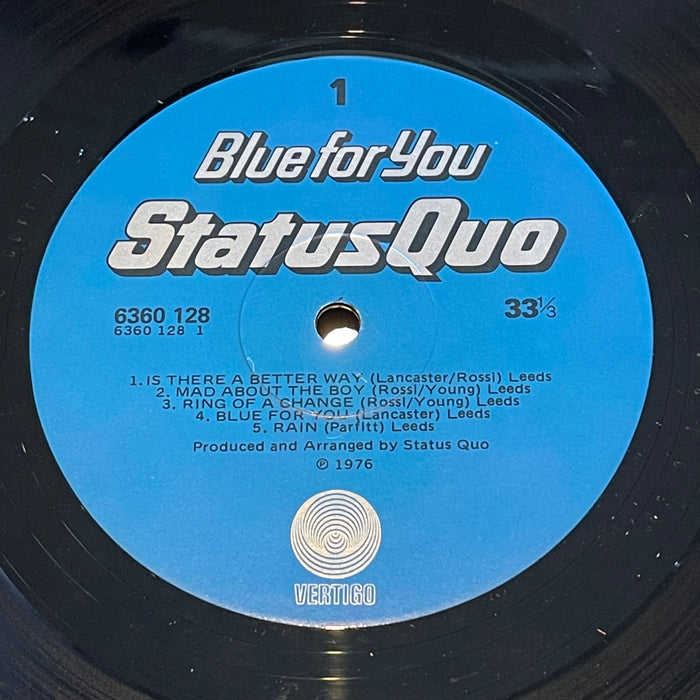 1
Blue for You
Status Quo
6360 128
33⅓
6360 128 1
1. IS THERE A BETTER WAY (Lancaster/Rossi) Leeds
2. MAD ABOUT THE BOY (Rossi/Young) Leeds
3. RING OF A CHANGE (Rossi/Young) Leeds
4. BLUE FOR YOU (Lancaster) Leeds
5. RAIN (Parfitt) Leeds
Produced and Arranged by Status Quo
℗ 1976
VERTIGO